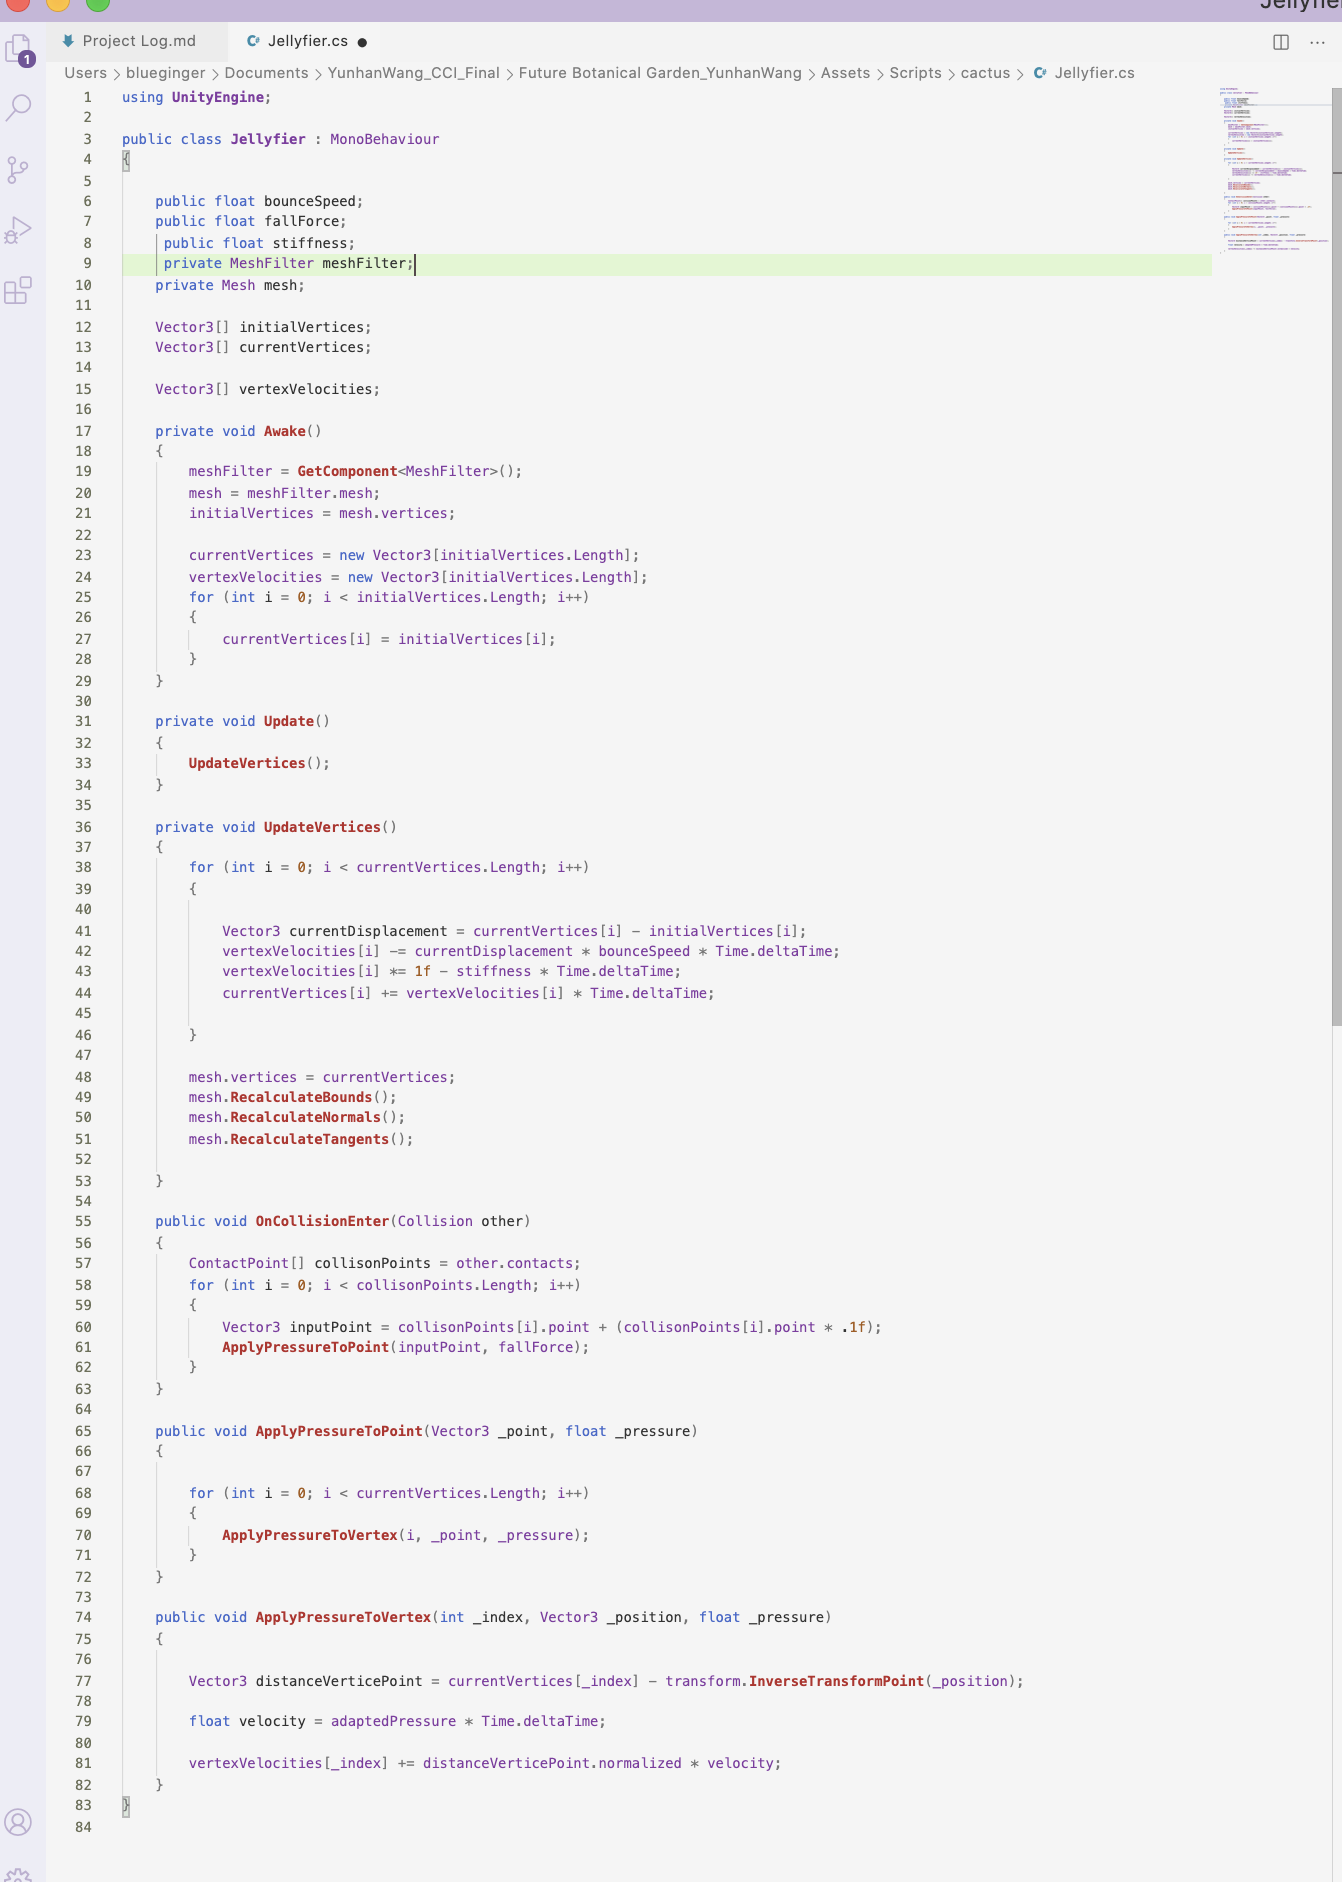 1
Project Log.md
Jellyfier.cs
Users > blueginger > Documents > YunhanWang_CCI_Final > Future Botanical Garden_YunhanWang > Assets > Scripts > cactus > Jellyfier.cs
1 using UnityEngine;
2
3 public class Jellyfier : MonoBehaviour
4 {
5
6     public float bounceSpeed;
7     public float fallForce;
8      public float stiffness;
9      private MeshFilter meshFilter;
10     private Mesh mesh;
11
12     Vector3[] initialVertices;
13     Vector3[] currentVertices;
14
15     Vector3[] vertexVelocities;
16
17     private void Awake()
18     {
19         meshFilter = GetComponent<MeshFilter>();
20         mesh = meshFilter.mesh;
21         initialVertices = mesh.vertices;
22
23         currentVertices = new Vector3[initialVertices.Length];
24         vertexVelocities = new Vector3[initialVertices.Length];
25         for (int i = 0; i < initialVertices.Length; i++)
26         {
27             currentVertices[i] = initialVertices[i];
28         }
29     }
30
31     private void Update()
32     {
33         UpdateVertices();
34     }
35
36     private void UpdateVertices()
37     {
38         for (int i = 0; i < currentVertices.Length; i++)
39         {
40
41             Vector3 currentDisplacement = currentVertices[i] - initialVertices[i];
42             vertexVelocities[i] -= currentDisplacement * bounceSpeed * Time.deltaTime;
43             vertexVelocities[i] *= 1f - stiffness * Time.deltaTime;
44             currentVertices[i] += vertexVelocities[i] * Time.deltaTime;
45
46         }
47
48         mesh.vertices = currentVertices;
49         mesh.RecalculateBounds();
50         mesh.RecalculateNormals();
51         mesh.RecalculateTangents();
52
53     }
54
55     public void OnCollisionEnter(Collision other)
56     {
57         ContactPoint[] collisonPoints = other.contacts;
58         for (int i = 0; i < collisonPoints.Length; i++)
59         {
60             Vector3 inputPoint = collisonPoints[i].point + (collisonPoints[i].point * .1f);
61             ApplyPressureToPoint(inputPoint, fallForce);
62         }
63     }
64
65     public void ApplyPressureToPoint(Vector3 _point, float _pressure)
66     {
67
68         for (int i = 0; i < currentVertices.Length; i++)
69         {
70             ApplyPressureToVertex(i, _point, _pressure);
71         }
72     }
73
74     public void ApplyPressureToVertex(int _index, Vector3 _position, float _pressure)
75     {
76
77         Vector3 distanceVerticePoint = currentVertices[_index] - transform.InverseTransformPoint(_position);
78
79         float velocity = adaptedPressure * Time.deltaTime;
80
81         vertexVelocities[_index] += distanceVerticePoint.normalized * velocity;
82     }
83 }
84